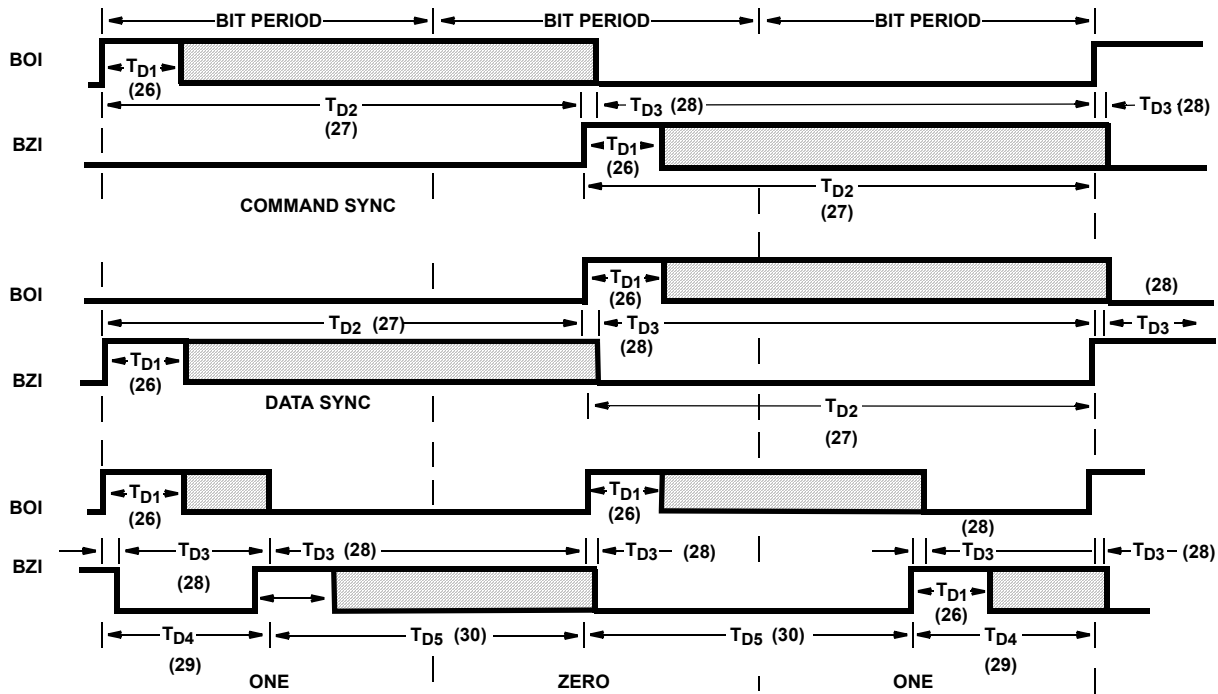 BIT PERIOD BIT PERIOD BIT PERIOD
BOI
TD1
(26)
TD2
(27)
TD3 (28)
TD3 (28)
BZI
TD1
(26)
TD2
(27)
COMMAND SYNC
BOI
TD1
(26)
(28)
TD2 (27)
TD3
(28)
TD3
BZI
TD1
(26)
DATA SYNC
TD2
(27)
BOI
TD1
(26)
TD1
(26)
(28)
BZI
TD3
(28)
TD3 (28)
TD3 (28)
TD3
TD3 (28)
TD1
(26)
TD4
(29)
TD5 (30)
TD5 (30)
TD4
(29)
ONE ZERO ONE